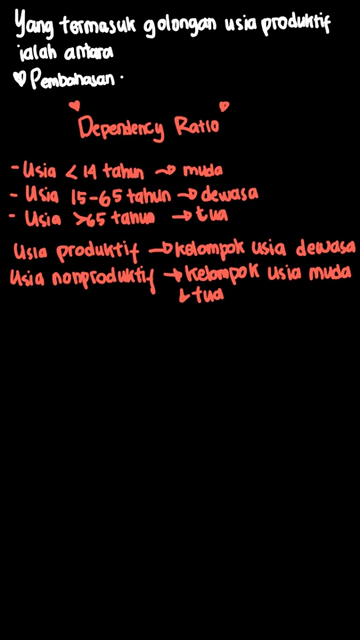 Yang termasuk golongan usia produktif
ialah antara
♡ Pembahasan.
Dependency Ratio
- Usia < 14 tahun → muda
- Usia 15-65 tahun → dewasa
- Usia >65 tahun → tua
Usia produktif → kelompok usia dewasa
Usia nonproduktif → kelompok usia muda
↳ tua